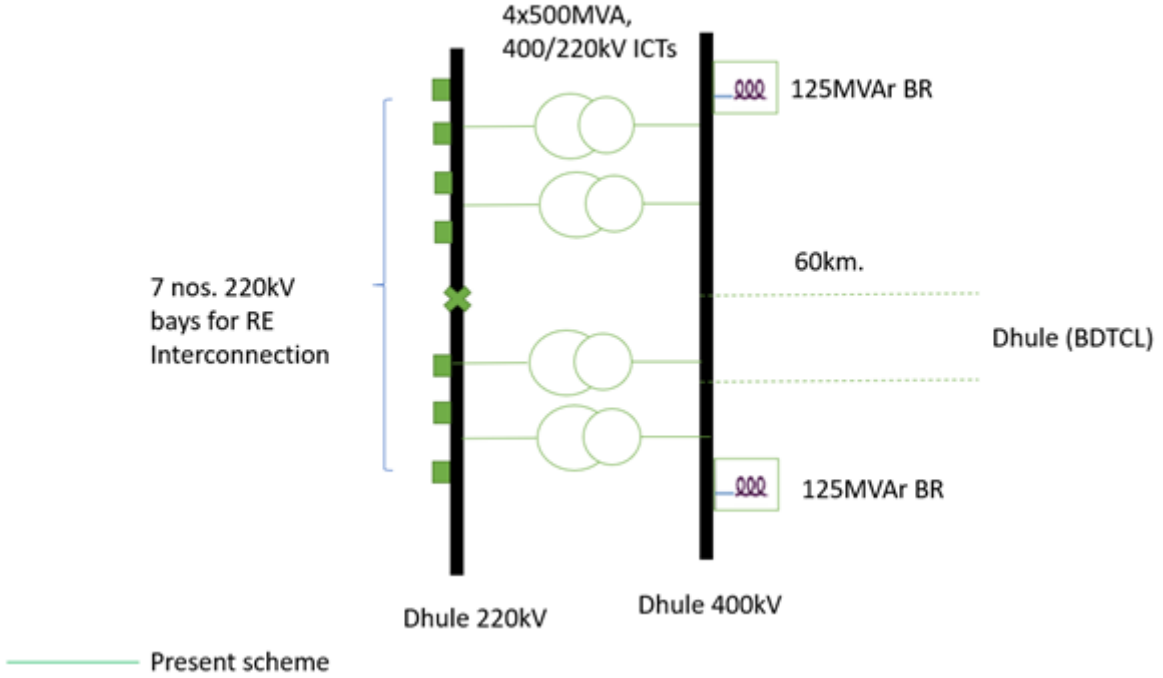 4x500MVA,
400/220kV ICTs
125MVAr BR
60km.
7 nos. 220kV
bays for RE
Interconnection
Dhule (BDTCL)
125MVAr BR
Dhule 220kV
Dhule 400kV
Present scheme